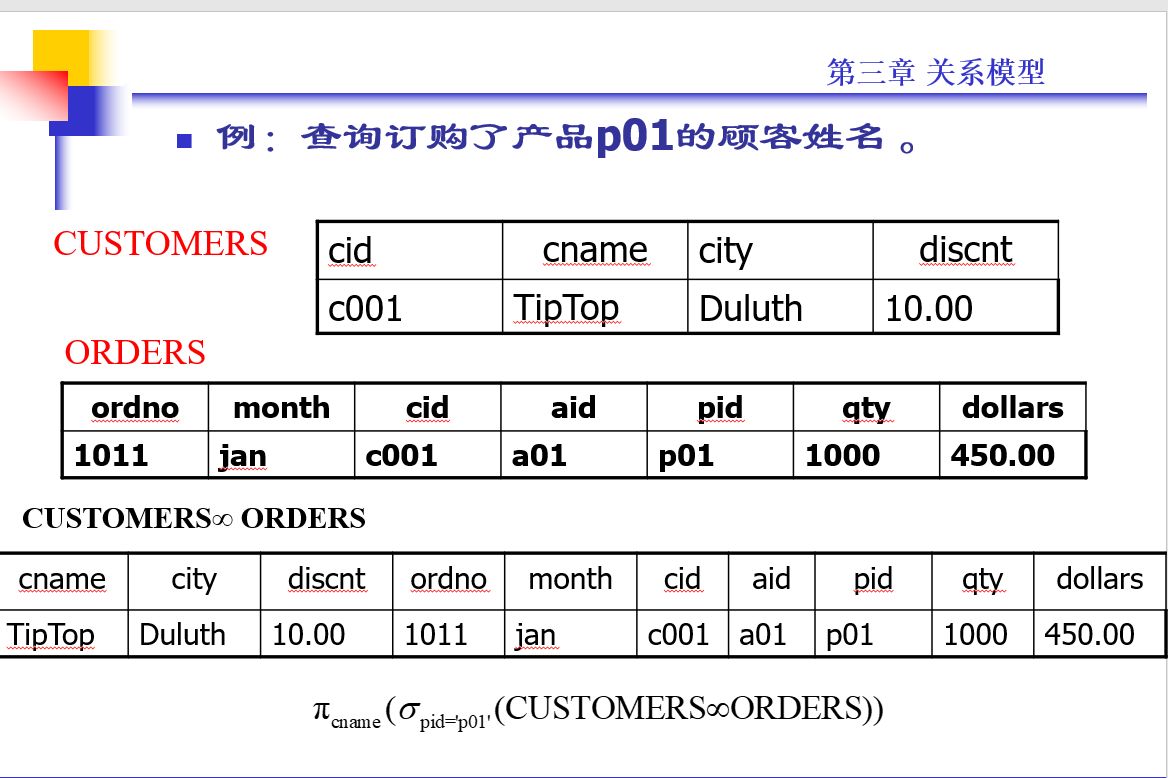 第三章 关系模型
例：查询订购了产品p01的顾客姓名。
CUSTOMERS
cid cname city discnt
c001 TipTop Duluth 10.00
ORDERS
ordno month cid aid pid qty dollars
1011 jan c001 a01 p01 1000 450.00
CUSTOMERS∞ ORDERS
cname city discnt ordno month cid aid pid qty dollars
TipTop Duluth 10.00 1011 jan c001 a01 p01 1000 450.00
π cname (σ pid='p01' (CUSTOMERS∞ORDERS))